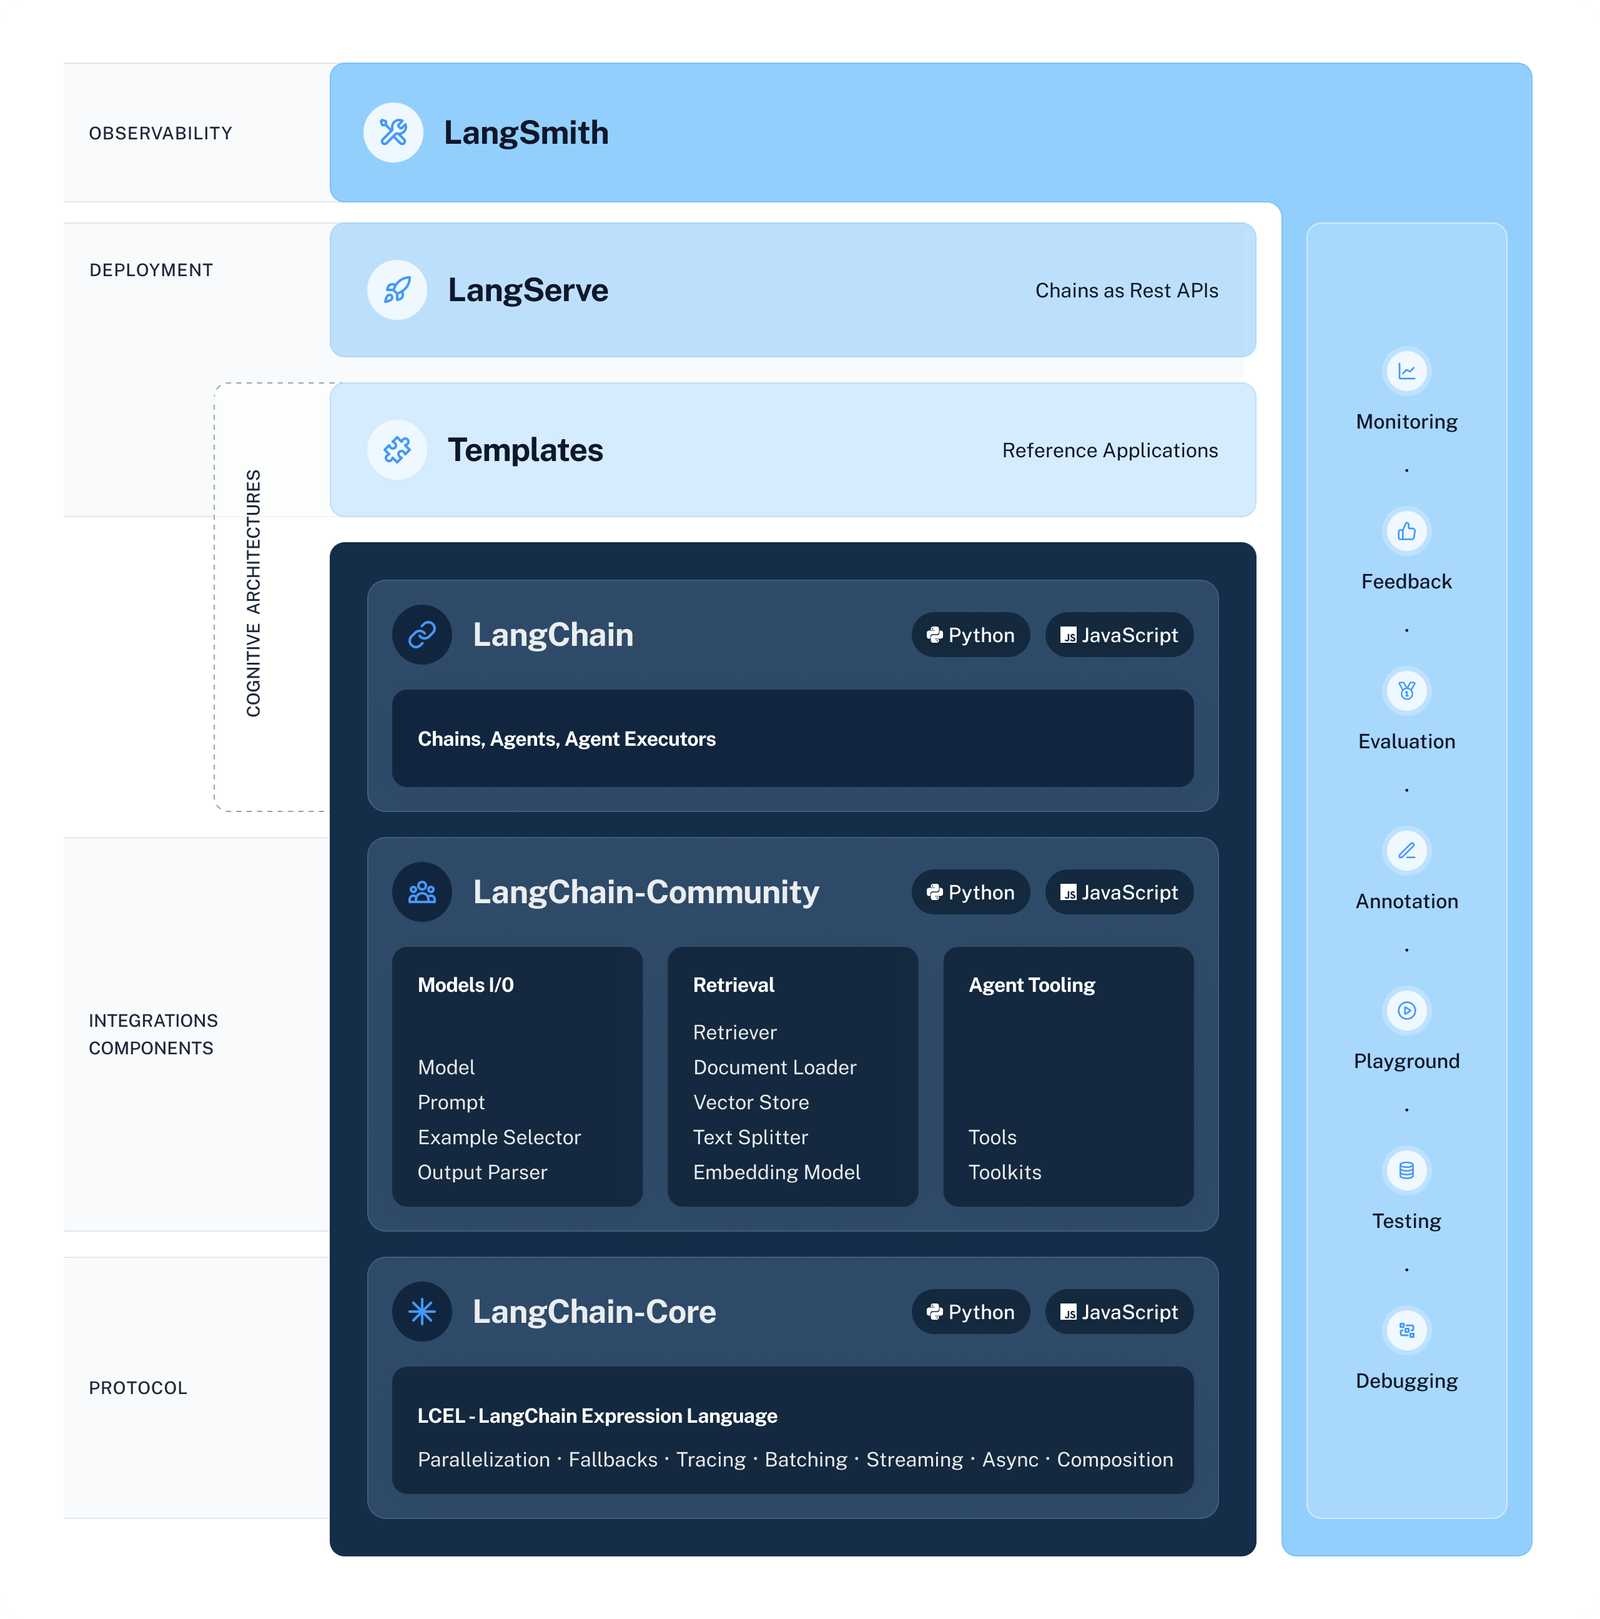 OBSERVABILITY
LangSmith
DEPLOYMENT
LangServe
Chains as Rest APIs
Templates
Reference Applications
COGNITIVE ARCHITECTURES
LangChain
Python
JavaScript
Chains, Agents, Agent Executors
INTEGRATIONS
COMPONENTS
LangChain-Community
Python
JavaScript
Models I/0
Model
Prompt
Example Selector
Output Parser
Retrieval
Retriever
Document Loader
Vector Store
Text Splitter
Embedding Model
Agent Tooling
Tools
Toolkits
PROTOCOL
LangChain-Core
Python
JavaScript
LCEL - LangChain Expression Language
Parallelization · Fallbacks · Tracing · Batching · Streaming · Async · Composition
Monitoring
·
Feedback
·
Evaluation
·
Annotation
·
Playground
·
Testing
·
Debugging